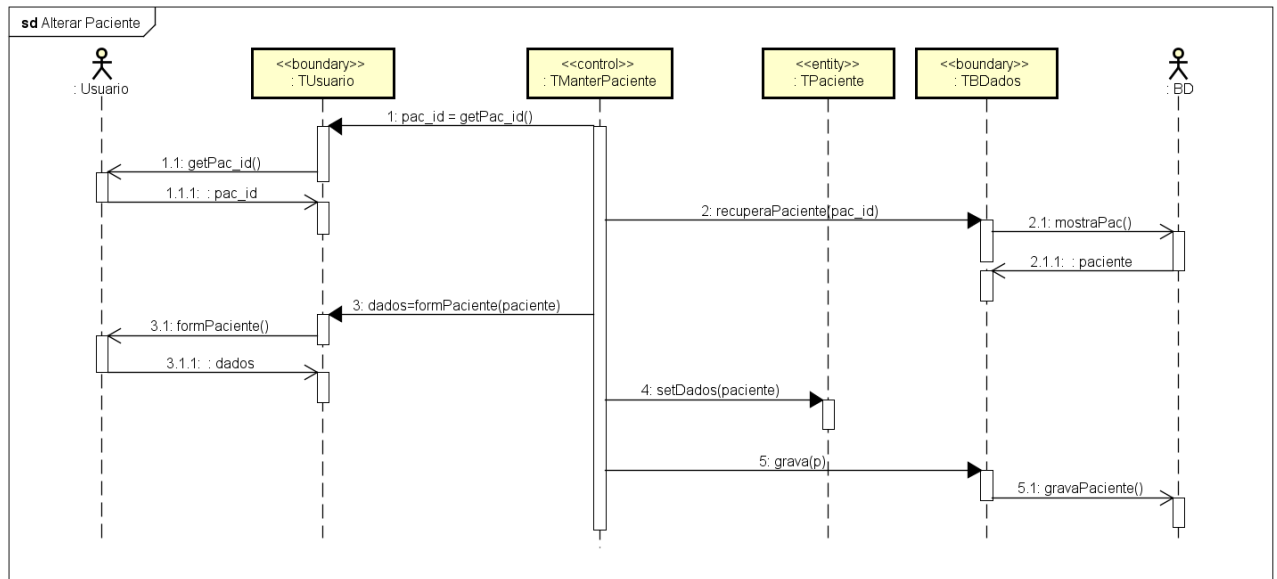 sd Alterar Paciente
: Usuario
<<boundary>>
: TUsuario
<<control>>
: TManterPaciente
<<entity>>
: TPaciente
<<boundary>>
: TBDados
: BD
1: pac_id = getPac_id()
1.1: getPac_id()
1.1.1: : pac_id
2: recuperaPaciente(pac_id)
2.1: mostraPac()
2.1.1: : paciente
3: dados=formPaciente(paciente)
3.1: formPaciente()
3.1.1: : dados
4: setDados(paciente)
5: grava(p)
5.1: gravaPaciente()